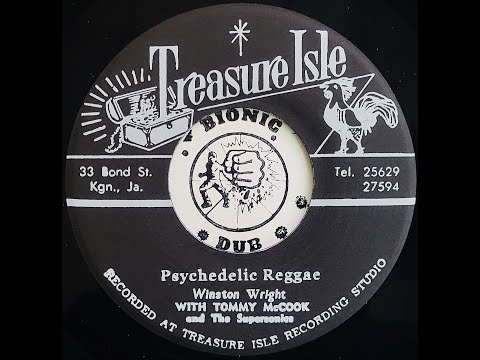 Treasure Isle
BIONIC
DUB
33 Bond St.
Kgn., Ja.
Tel. 25629
27594
Psychedelic Reggae
Winston Wright
WITH TOMMY McCOOK
and The Supersonics
RECORDED AT TREASURE ISLE RECORDING STUDIO